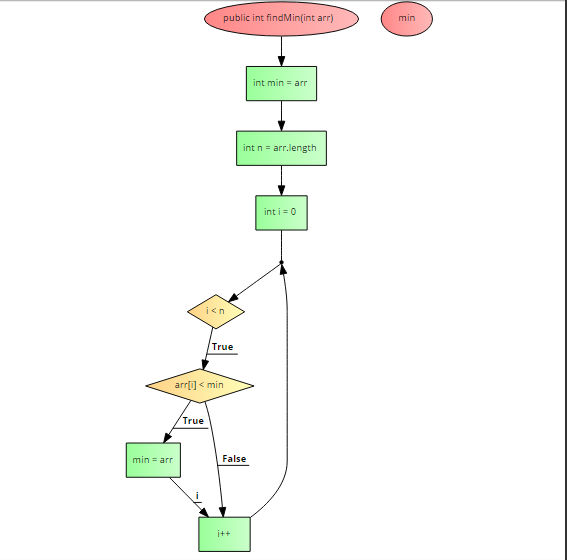 public int findMin(int arr)
min
int min = arr
int n = arr.length
int i = 0
i < n
True
arr[i] < min
True
False
min = arr
i
i++